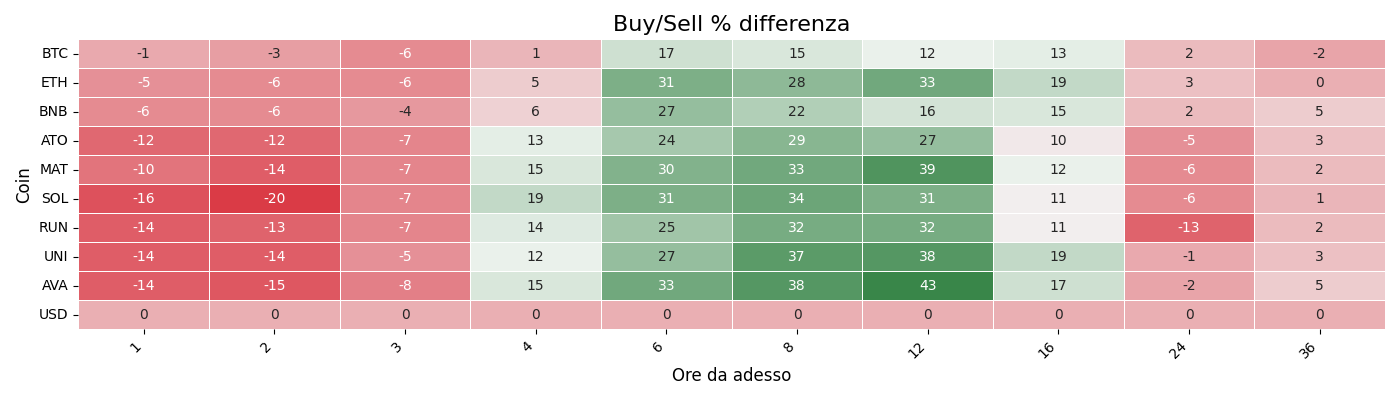 Buy/Sell % differenza
Coin
BTC -1 -3 -6 1 17 15 12 13 2 -2
ETH -5 -6 -6 5 31 28 33 19 3 0
BNB -6 -6 -4 6 27 22 16 15 2 5
ATO -12 -12 -7 13 24 29 27 10 -5 3
MAT -10 -14 -7 15 30 33 39 12 -6 2
SOL -16 -20 -7 19 31 34 31 11 -6 1
RUN -14 -13 -7 14 25 32 32 11 -13 2
UNI -14 -14 -5 12 27 37 38 19 -1 3
AVA -14 -15 -8 15 33 38 43 17 -2 5
USD 0 0 0 0 0 0 0 0 0 0
1 2 3 4 6 8 12 16 24 36
Ore da adesso